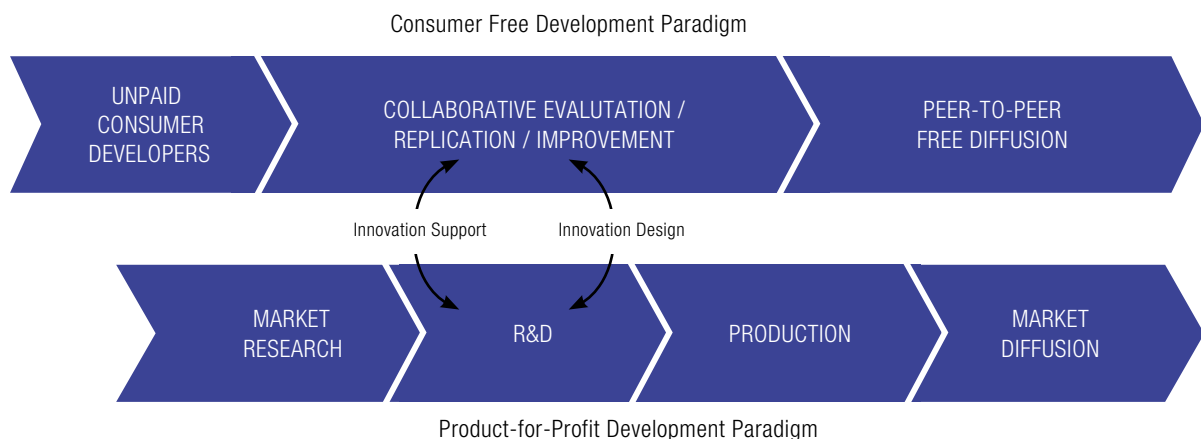 Consumer Free Development Paradigm
UNPAID
CONSUMER
DEVELOPERS
COLLABORATIVE EVALUTATION /
REPLICATION / IMPROVEMENT
PEER-TO-PEER
FREE DIFFUSION
Innovation Support
Innovation Design
MARKET
RESEARCH
R&D
PRODUCTION
MARKET
DIFFUSION
Product-for-Profit Development Paradigm